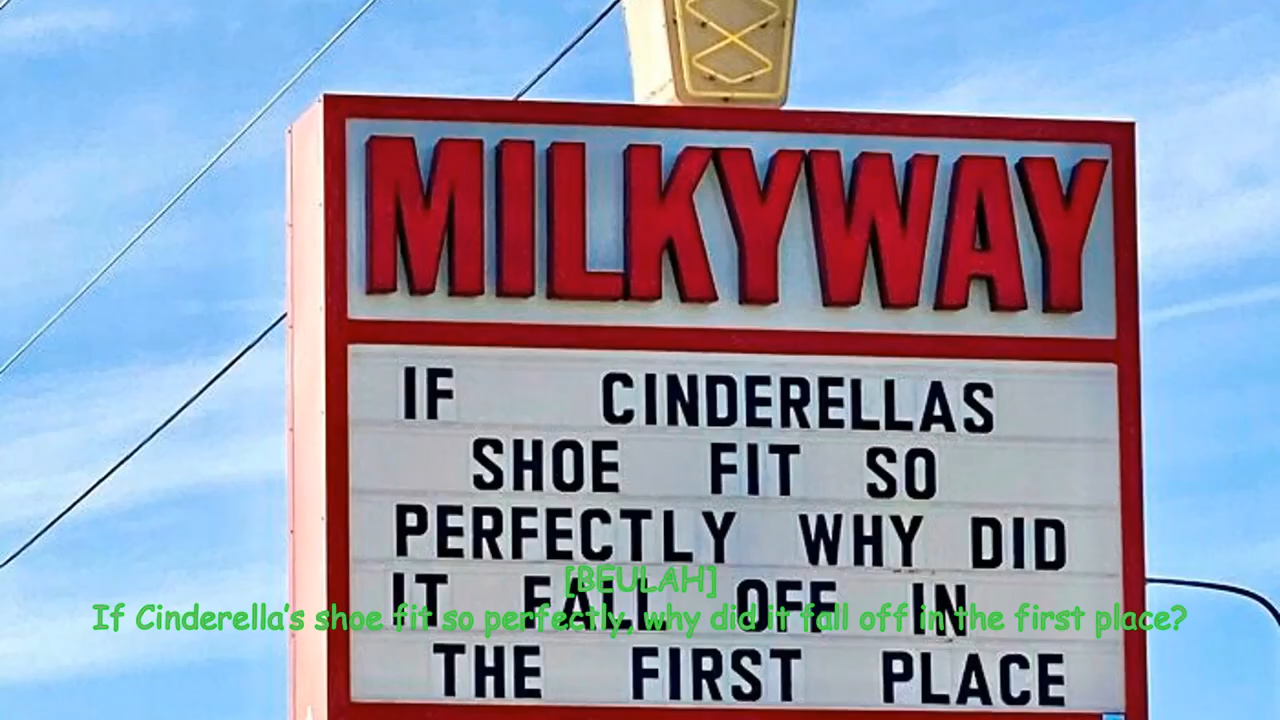 MILKYWAY
IF CINDERELLAS
SHOE FIT SO
PERFECTLY WHY DID
IT FALL OFF IN
THE FIRST PLACE
[BEULAH]
If Cinderella's shoe fit so perfectly, why did it fall off in the first place?